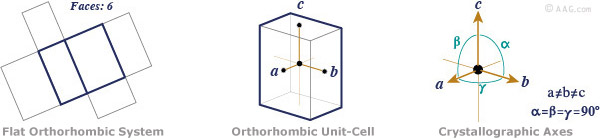 Faces: 6
© AAG.com
c
a
b
c
β
α
a
b
γ
a≠b≠c
α=β=γ=90°
Flat Orthorhombic System
Orthorhombic Unit-Cell
Crystallographic Axes